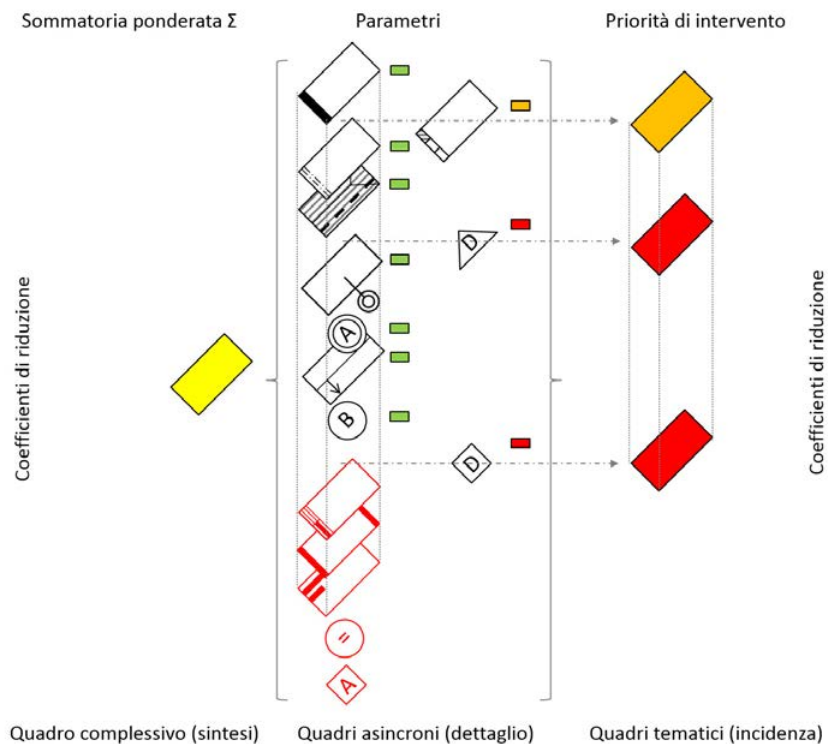 Sommatoria ponderata Σ
Parametri
Priorità di intervento
Coefficienti di riduzione
D
A
B
D
=
A
Coefficienti di riduzione
Quadro complessivo (sintesi)
Quadri asincroni (dettaglio)
Quadri tematici (incidenza)